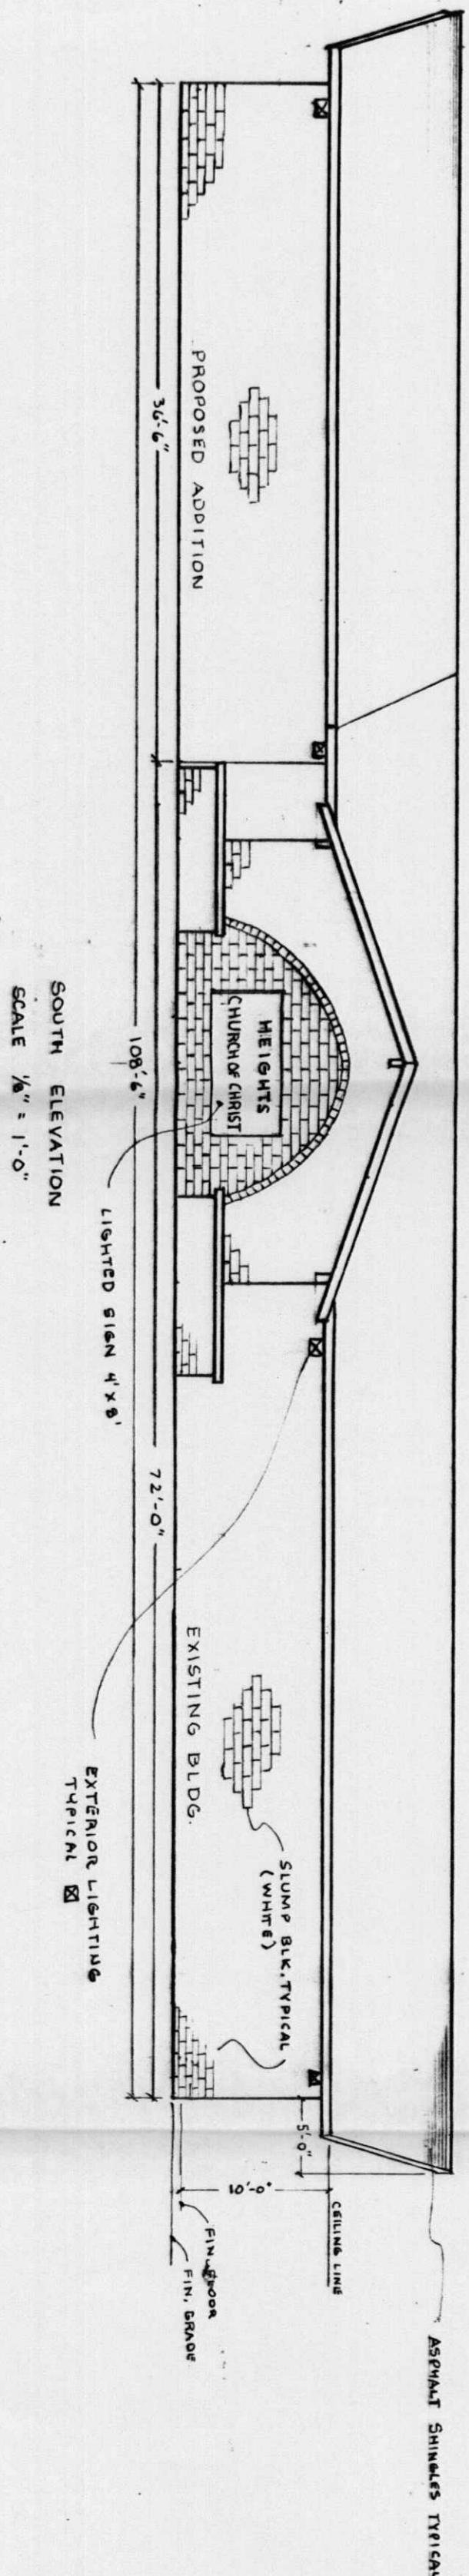 ASPHALT SHINGLES TYPICAL
CEILING LINE
5'-0"
10'-0"
FIN. FLOOR
FIN. GRADE
SLUMP BLK. TYPICAL
(WHITE)
HEIGHTS
CHURCH OF CHRIST
PROPOSED ADDITION
EXISTING BLDG.
36'-6"
72'-0"
108'-6"
LIGHTED SIGN 4'X8'
EXTERIOR LIGHTING
TYPICAL
SOUTH ELEVATION
SCALE 1/8" = 1'-0"